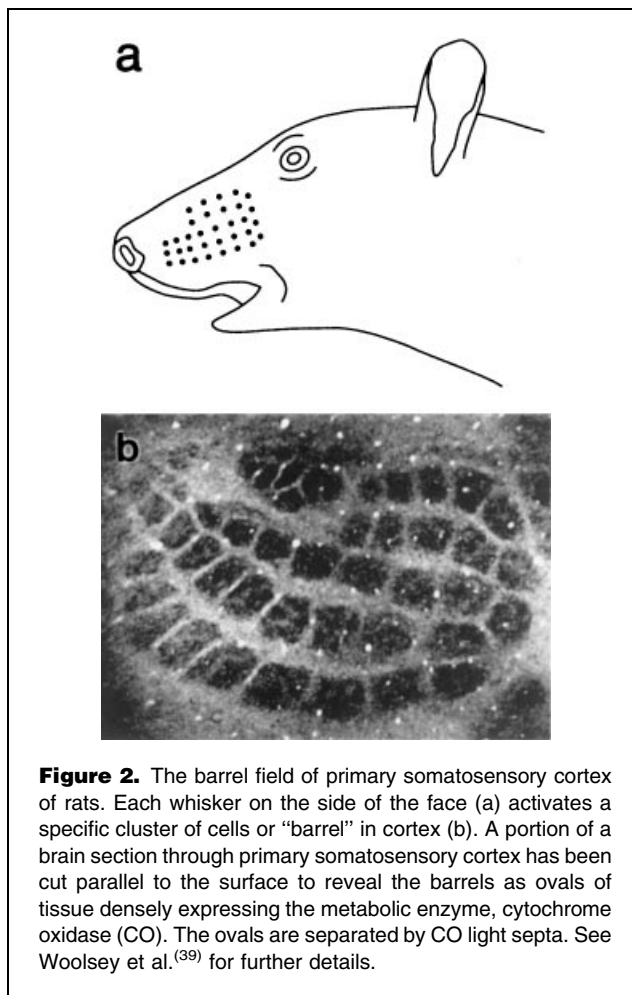 a
b
Figure 2. The barrel field of primary somatosensory cortex
of rats. Each whisker on the side of the face (a) activates a
specific cluster of cells or “barrel” in cortex (b). A portion of a
brain section through primary somatosensory cortex has been
cut parallel to the surface to reveal the barrels as ovals of
tissue densely expressing the metabolic enzyme, cytochrome
oxidase (CO). The ovals are separated by CO light septa. See
Woolsey et al.(39) for further details.